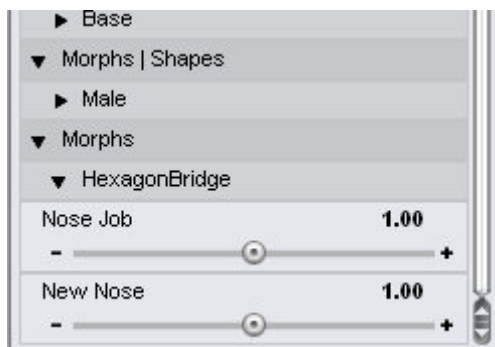 Base
Morphs | Shapes
Male
Morphs
HexagonBridge
Nose Job 1.00
- +
New Nose 1.00
- +